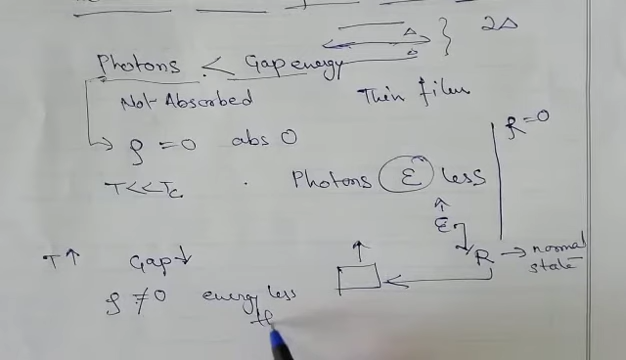 2Δ
Δ
Photons < Gap energy
Δ
Not Absorbed
Thin film
R=0
ρ = 0 abs 0
T<<Tc
Photons E less
E
R → normal state
T↑ Gap↓
ρ ≠ 0 energy less